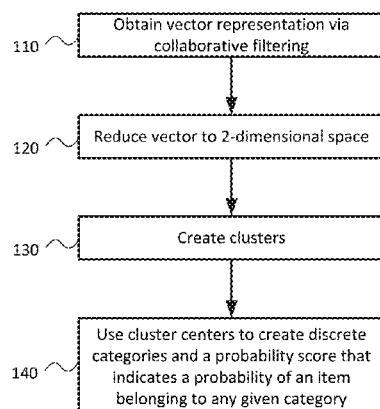 110
Obtain vector representation via
collaborative filtering
120
Reduce vector to 2-dimensional space
130
Create clusters
140
Use cluster centers to create discrete
categories and a probability score that
indicates a probability of an item
belonging to any given category